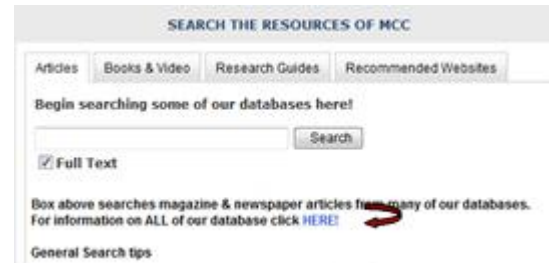 SEARCH THE RESOURCES OF MCC
Articles Books & Video Research Guides Recommended Websites
Begin searching some of our databases here!
Search
Full Text
Box above searches magazine & newspaper articles from many of our databases.
For information on ALL of our database click HERE!
General Search tips